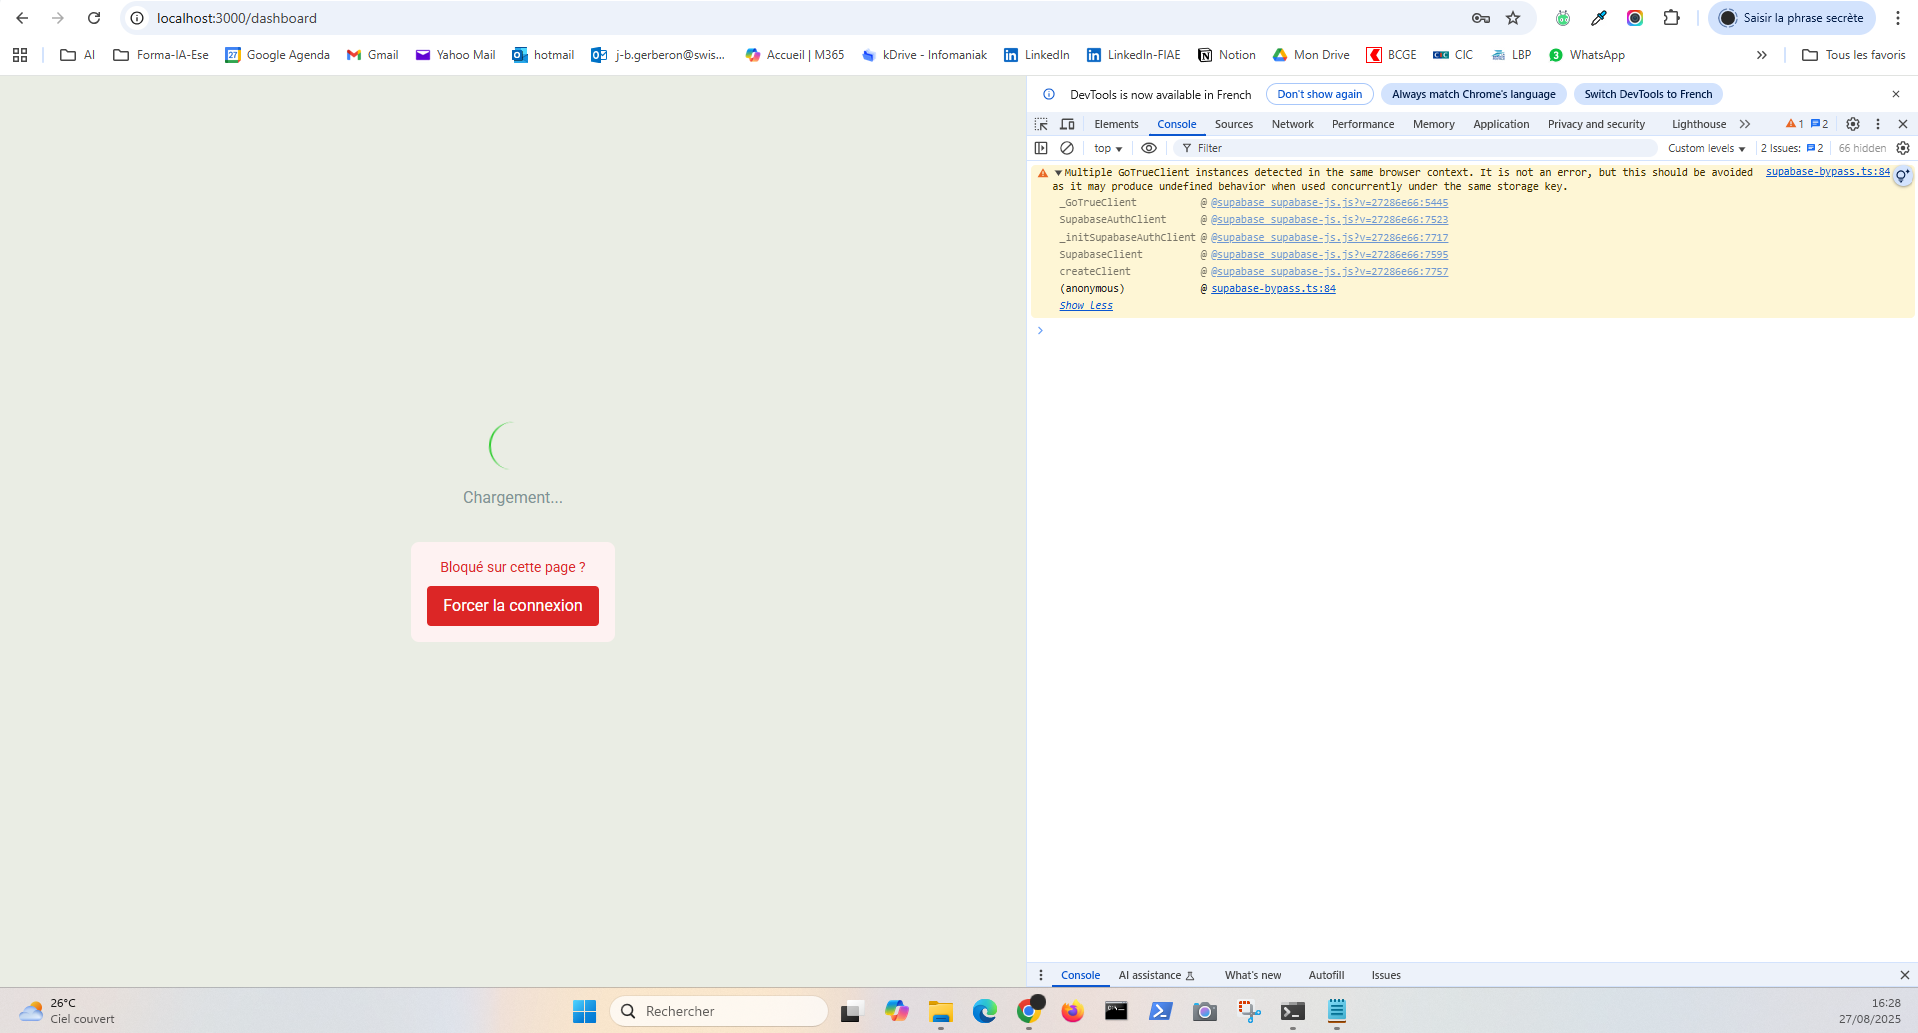 localhost:3000/dashboard
Saisir la phrase secrète
AI
Forma-IA-Ese
27 Google Agenda
Gmail
Yahoo Mail
hotmail
j-b.gerberon@swis...
Accueil | M365
kDrive - Infomaniak
LinkedIn
LinkedIn-FIAE
Notion
Mon Drive
BCGE
CIC
LBP
3 WhatsApp
Tous les favoris
DevTools is now available in French
Don't show again
Always match Chrome's language
Switch DevTools to French
Elements
Console
Sources
Network
Performance
Memory
Application
Privacy and security
Lighthouse
1
2
top
Filter
Custom levels
2 Issues: 2
66 hidden
Multiple GoTrueClient instances detected in the same browser context. It is not an error, but this should be avoided supabase-bypass.ts:84
as it may produce undefined behavior when used concurrently under the same storage key.
_GoTrueClient @ @supabase_supabase-js.js?v=27286e66:5445
SupabaseAuthClient @ @supabase_supabase-js.js?v=27286e66:7523
_initSupabaseAuthClient @ @supabase_supabase-js.js?v=27286e66:7717
SupabaseClient @ @supabase_supabase-js.js?v=27286e66:7595
createClient @ @supabase_supabase-js.js?v=27286e66:7757
(anonymous) @ supabase-bypass.ts:84
Show less
Chargement...
Bloqué sur cette page ?
Forcer la connexion
Console
AI assistance
What's new
Autofill
Issues
26°C
Ciel couvert
Rechercher
16:28
27/08/2025